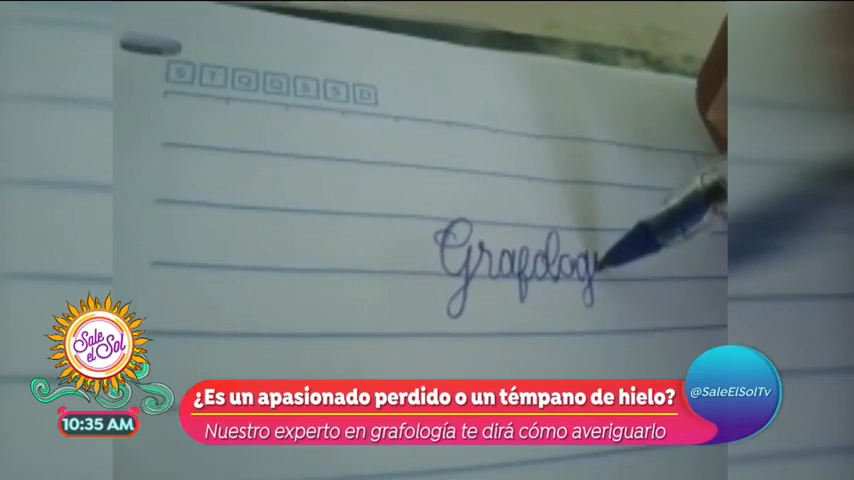 S T Q Q S S D
Grafolog
Sale el Sol
10:35 AM
¿Es un apasionado perdido o un témpano de hielo?
@SaleElSolTv
Nuestro experto en grafología te dirá cómo averiguarlo